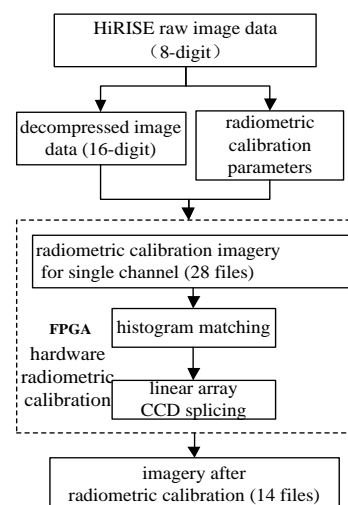 HiRISE raw image data
（8-digit）
decompressed image
data (16-digit)
radiometric
calibration
parameters
radiometric calibration imagery
for single channel (28 files)
histogram matching
FPGA
hardware
radiometric
calibration
linear array
CCD splicing
imagery after
radiometric calibration (14 files)